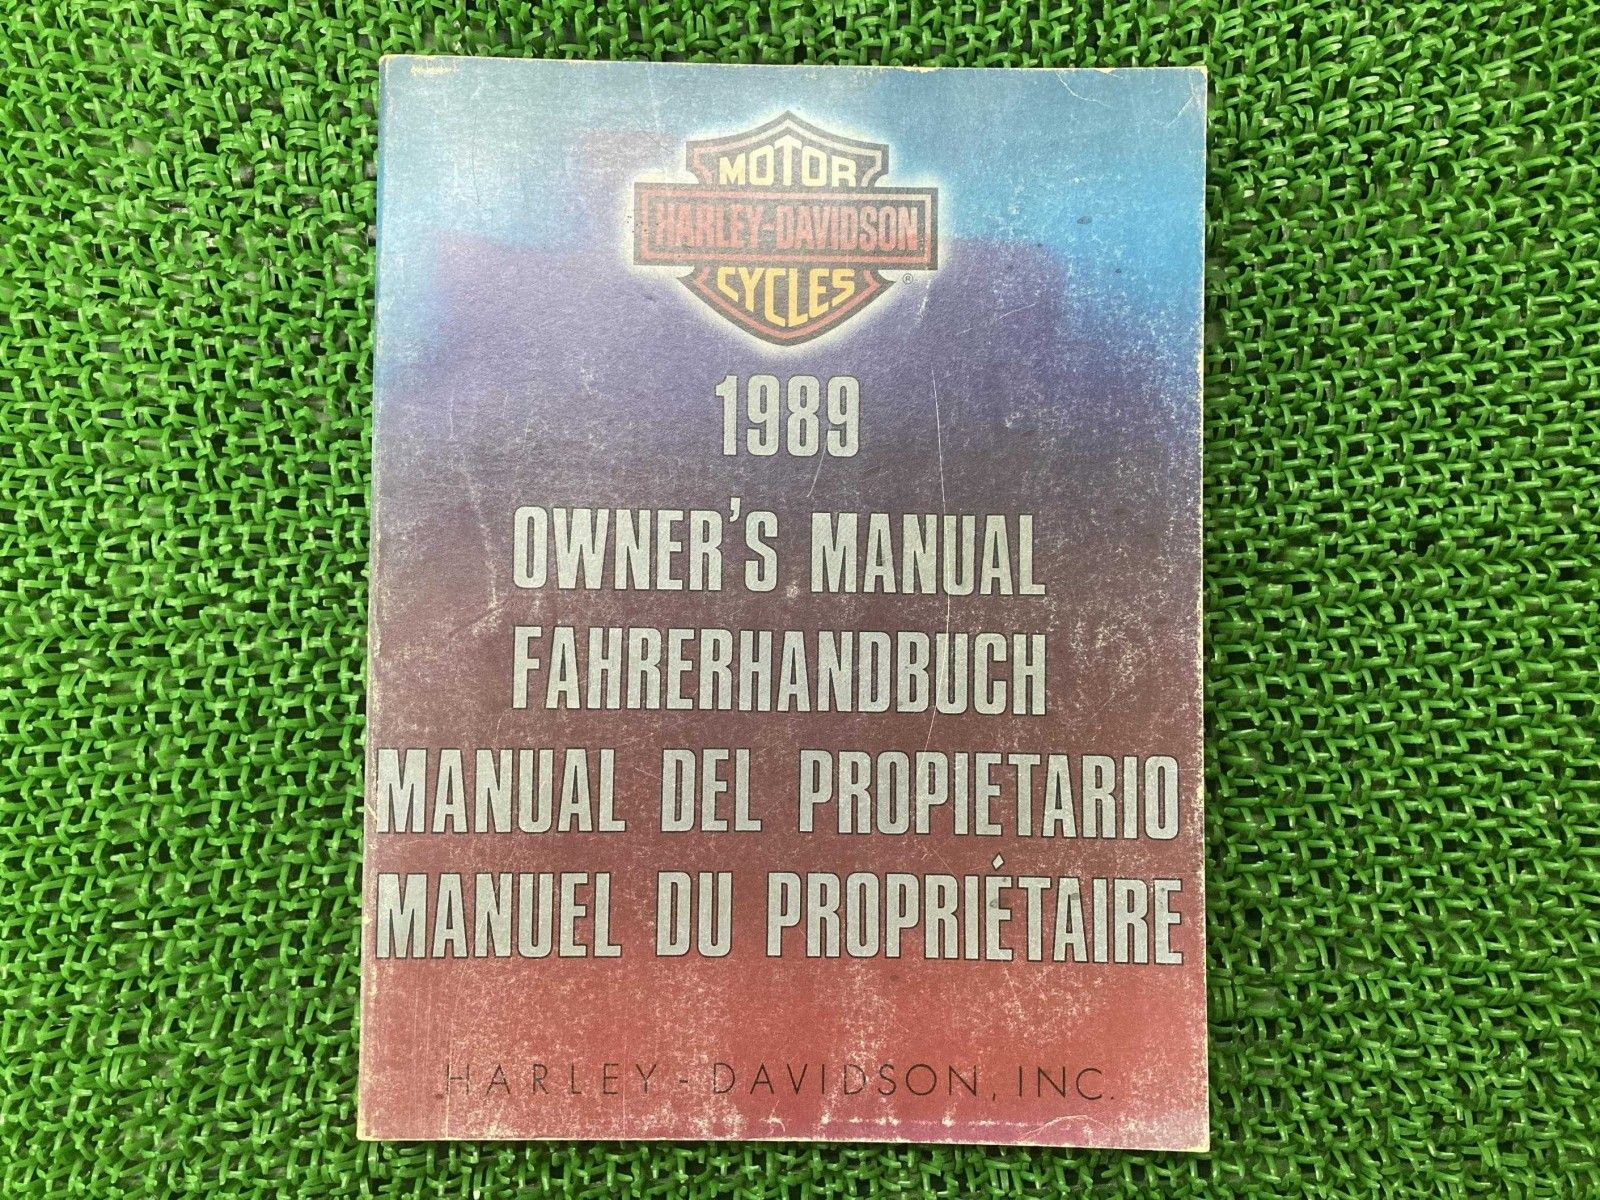 MOTOR
HARLEY-DAVIDSON
CYCLES
®
1989
OWNER'S MANUAL
FAHRERHANDBUCH
MANUAL DEL PROPIETARIO
MANUEL DU PROPRIÉTAIRE
HARLEY-DAVIDSON, INC.